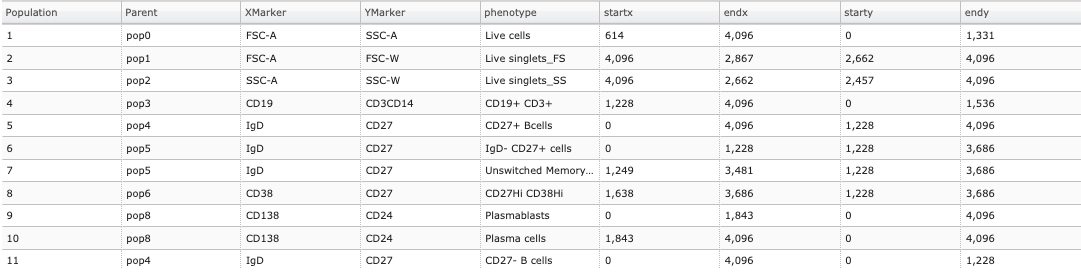 Population Parent XMarker YMarker phenotype startx endx starty endy
1 pop0 FSC-A SSC-A Live cells 614 4,096 0 1,331
2 pop1 FSC-A FSC-W Live singlets_FS 4,096 2,867 2,662 4,096
3 pop2 SSC-A SSC-W Live singlets_SS 4,096 2,662 2,457 4,096
4 pop3 CD19 CD3CD14 CD19+ CD3+ 1,228 4,096 0 1,536
5 pop4 IgD CD27 CD27+ Bcells 0 4,096 1,228 4,096
6 pop5 IgD CD27 IgD- CD27+ cells 0 1,228 1,228 3,686
7 pop5 IgD CD27 Unswitched Memory... 1,249 3,481 1,228 3,686
8 pop6 CD38 CD27 CD27Hi CD38Hi 1,638 3,686 1,228 3,686
9 pop8 CD138 CD24 Plasmablasts 0 1,843 0 4,096
10 pop8 CD138 CD24 Plasma cells 1,843 4,096 0 4,096
11 pop4 IgD CD27 CD27- B cells 0 4,096 0 1,228